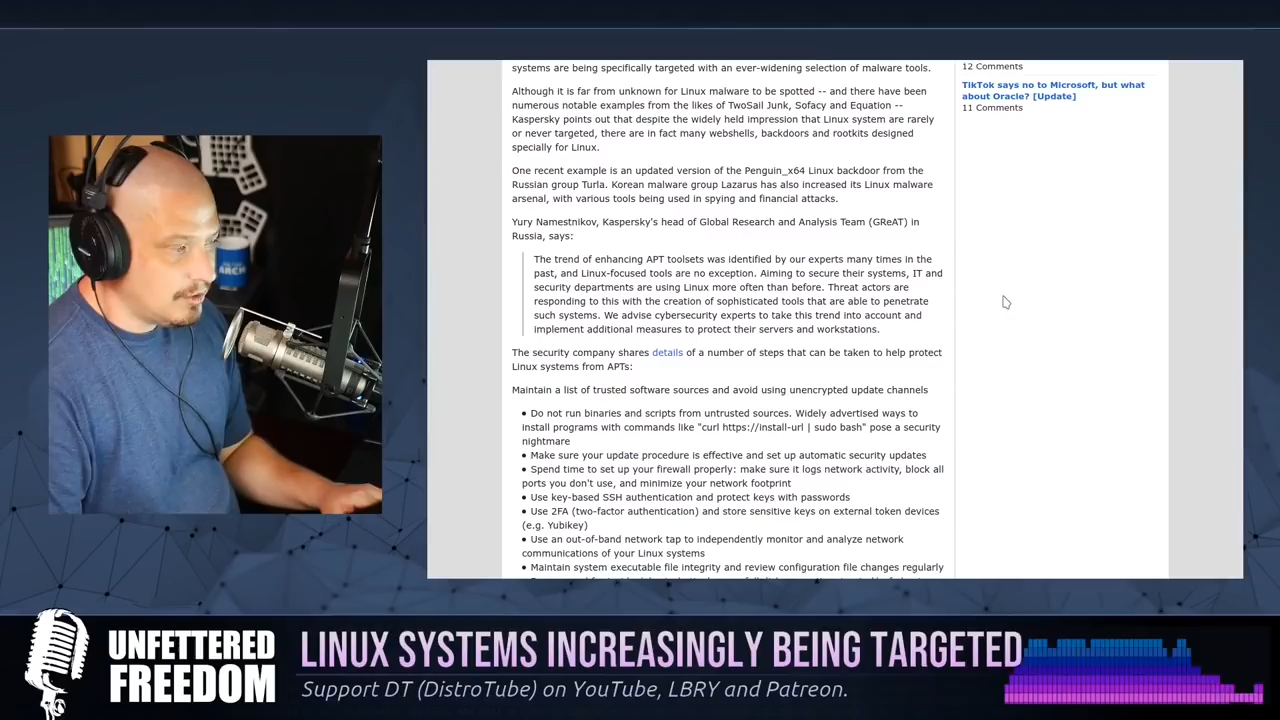 systems are being specifically targeted with an ever-widening selection of malware tools.
Although it is far from unknown for Linux malware to be spotted -- and there have been
numerous notable examples from the likes of TwoSail Junk, Sofacy and Equation --
Kaspersky points out that despite the widely held impression that Linux system are rarely
or never targeted, there are in fact many webshells, backdoors and rootkits designed
specially for Linux.
One recent example is an updated version of the Penguin_x64 Linux backdoor from the
Russian group Turla. Korean malware group Lazarus has also increased its Linux malware
arsenal, with various tools being used in spying and financial attacks.
Yury Namestnikov, Kaspersky's head of Global Research and Analysis Team (GReAT) in
Russia, says:
The trend of enhancing APT toolsets was identified by our experts many times in the
past, and Linux-focused tools are no exception. Aiming to secure their systems, IT and
security departments are using Linux more often than before. Threat actors are
responding to this with the creation of sophisticated tools that are able to penetrate
such systems. We advise cybersecurity experts to take this trend into account and
implement additional measures to protect their servers and workstations.
The security company shares details of a number of steps that can be taken to help protect
Linux systems from APTs:
Maintain a list of trusted software sources and avoid using unencrypted update channels
• Do not run binaries and scripts from untrusted sources. Widely advertised ways to
install programs with commands like "curl https://install-url | sudo bash" pose a security
nightmare
• Make sure your update procedure is effective and set up automatic security updates
• Spend time to set up your firewall properly: make sure it logs network activity, block all
ports you don't use, and minimize your network footprint
• Use key-based SSH authentication and protect keys with passwords
• Use 2FA (two-factor authentication) and store sensitive keys on external token devices
(e.g. Yubikey)
• Use an out-of-band network tap to independently monitor and analyze network
communications of your Linux systems
• Maintain system executable file integrity and review configuration file changes regularly
12 Comments
TikTok says no to Microsoft, but what
about Oracle? [Update]
11 Comments
ARCH
UNFETTERED
FREEDOM
LINUX SYSTEMS INCREASINGLY BEING TARGETED
Support DT (DistroTube) on YouTube, LBRY and Patreon.